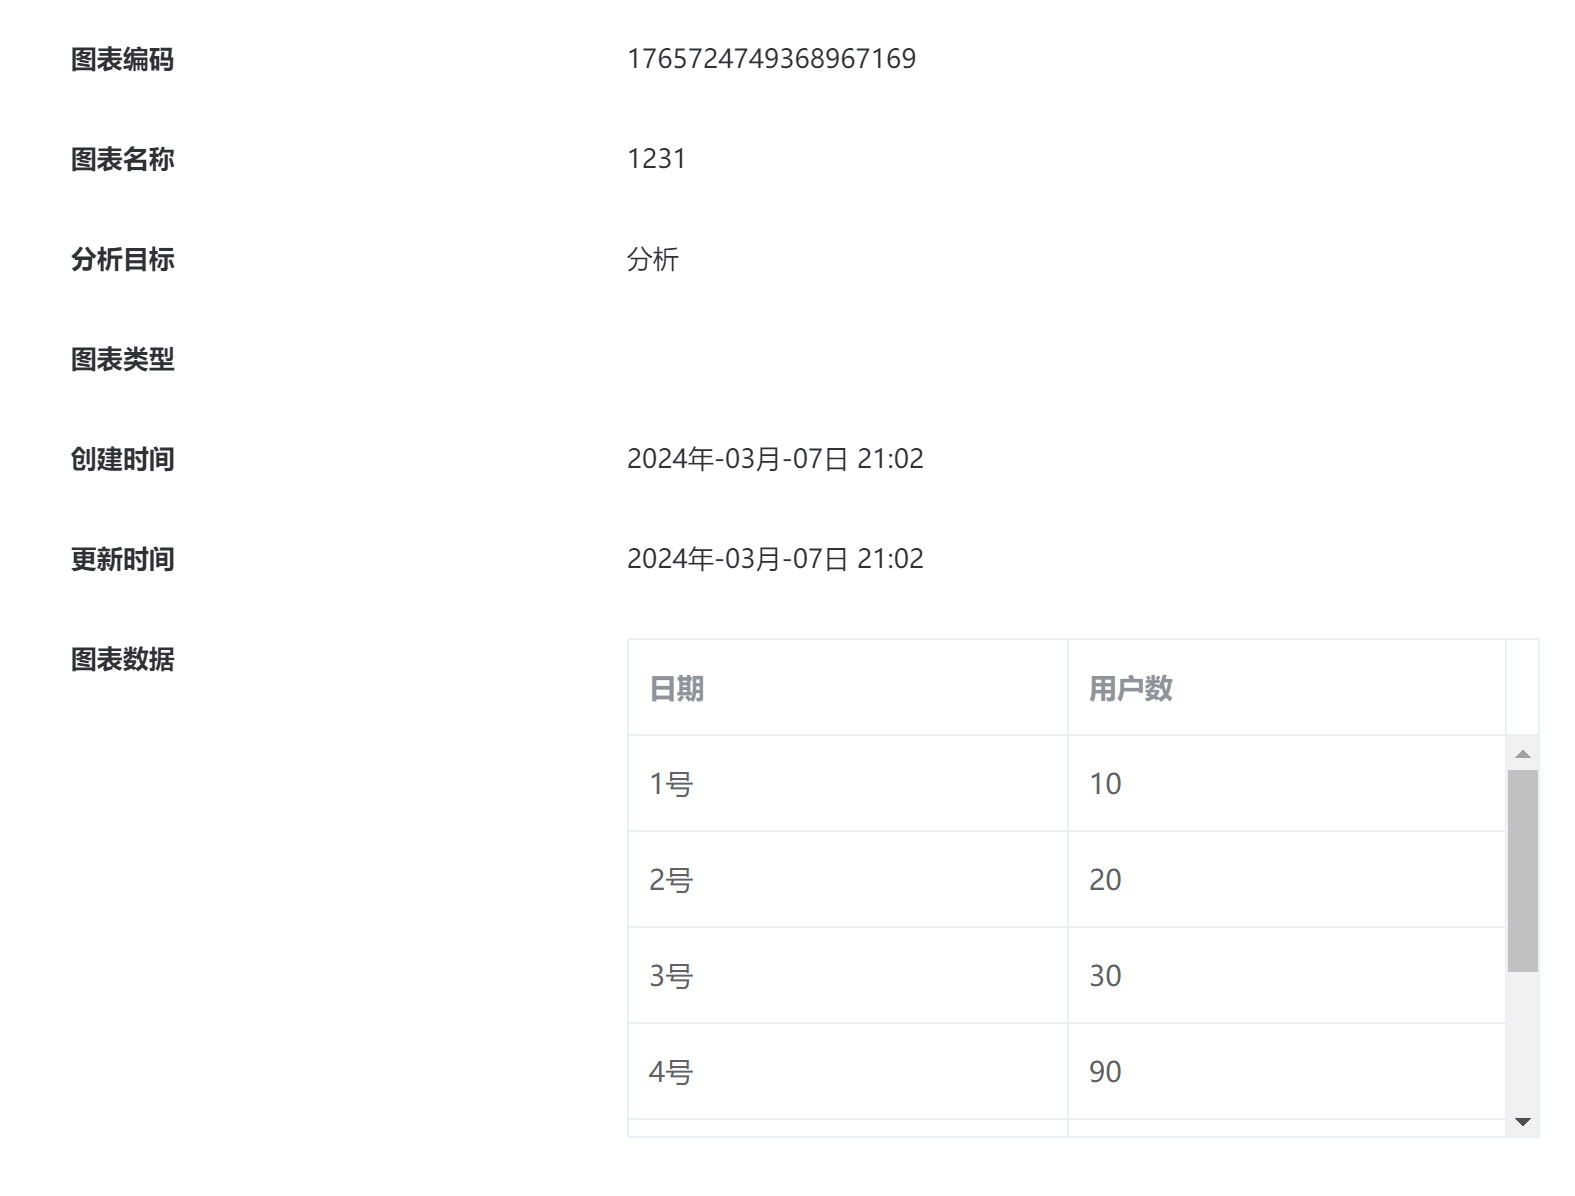 图表编码 1765724749368967169
图表名称 1231
分析目标 分析
图表类型
创建时间 2024年-03月-07日 21:02
更新时间 2024年-03月-07日 21:02
图表数据
日期 用户数
1号 10
2号 20
3号 30
4号 90